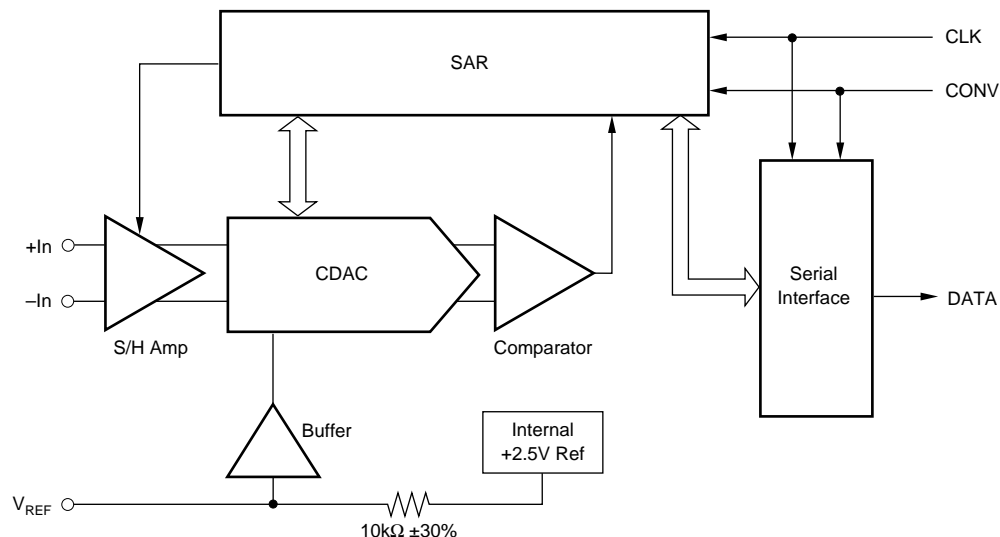 SAR
CLK
CONV
+In
–In
CDAC
S/H Amp
Comparator
Serial
Interface
DATA
Buffer
Internal
+2.5V Ref
VREF
10kΩ ±30%